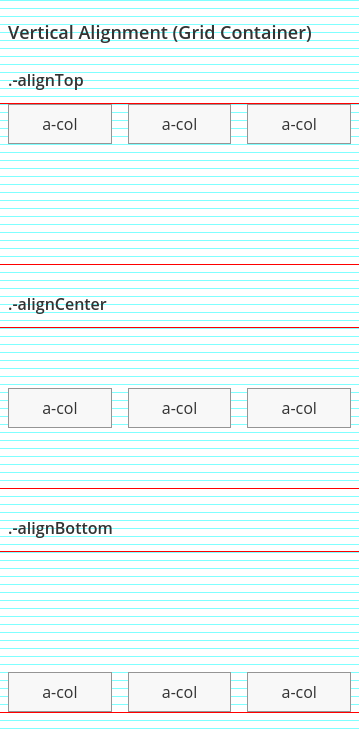 Vertical Alignment (Grid Container)
.-alignTop
a-col a-col a-col
.-alignCenter
a-col a-col a-col
.-alignBottom
a-col a-col a-col